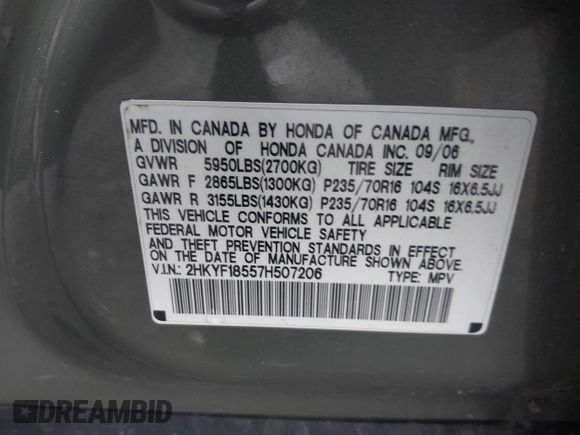 MFD. IN CANADA BY HONDA OF CANADA MFG.,
A DIVISION OF HONDA CANADA INC. 09/06
GVWR 5950LBS(2700KG) TIRE SIZE RIM SIZE
GAWR F 2865LBS(1300KG) P235/70R16 104S 16X6.5JJ
GAWR R 3155LBS(1430KG) P235/70R16 104S 16X6.5JJ
THIS VEHICLE CONFORMS TO ALL APPLICABLE
FEDERAL MOTOR VEHICLE SAFETY
AND THEFT PREVENTION STANDARDS IN EFFECT
ON THE DATE OF MANUFACTURE SHOWN ABOVE.
V.I.N.: 2HKYF18557H507206 TYPE: MPV
DREAMBID